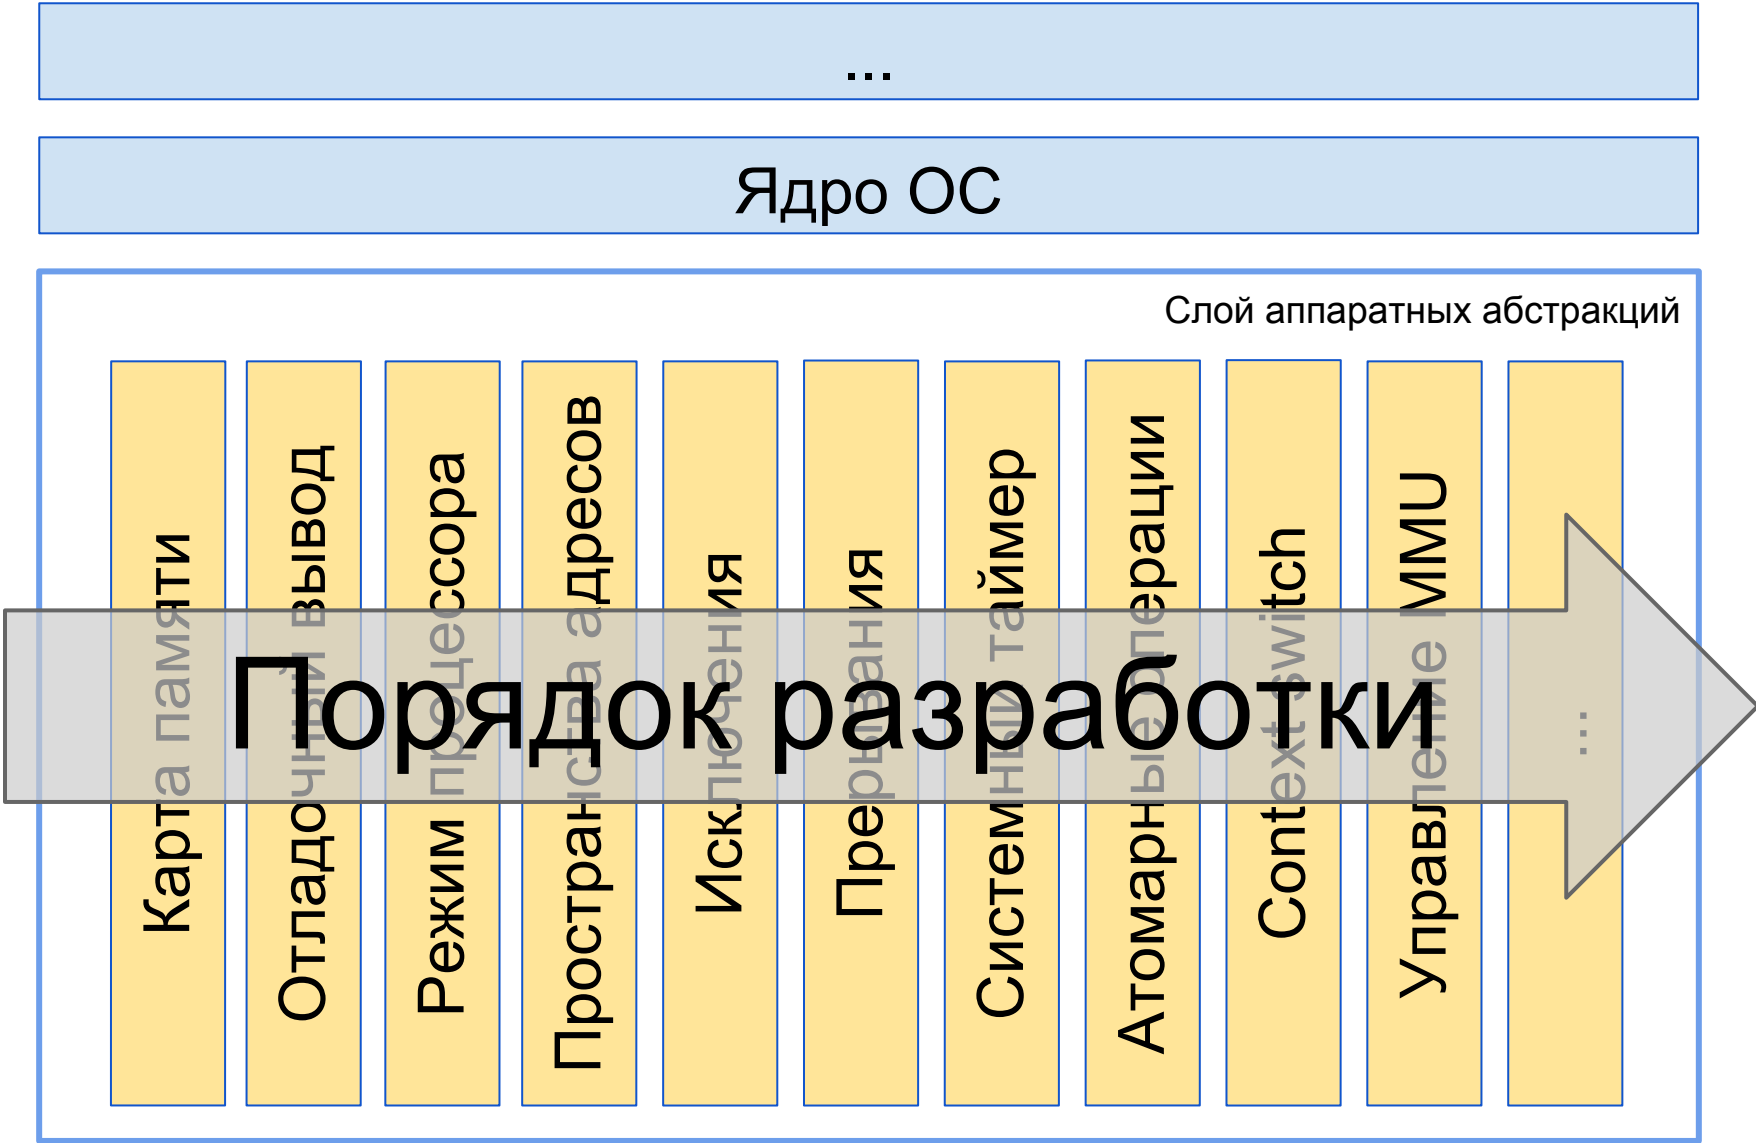 ...
Ядро ОС
Слой аппаратных абстракций
Карта памяти
Отладочный вывод
Режим процессора
Пространства адресов
Исключения
Прерывания
Системный таймер
Атомарные операции
Context switch
Управление MMU
...
Порядок разработки